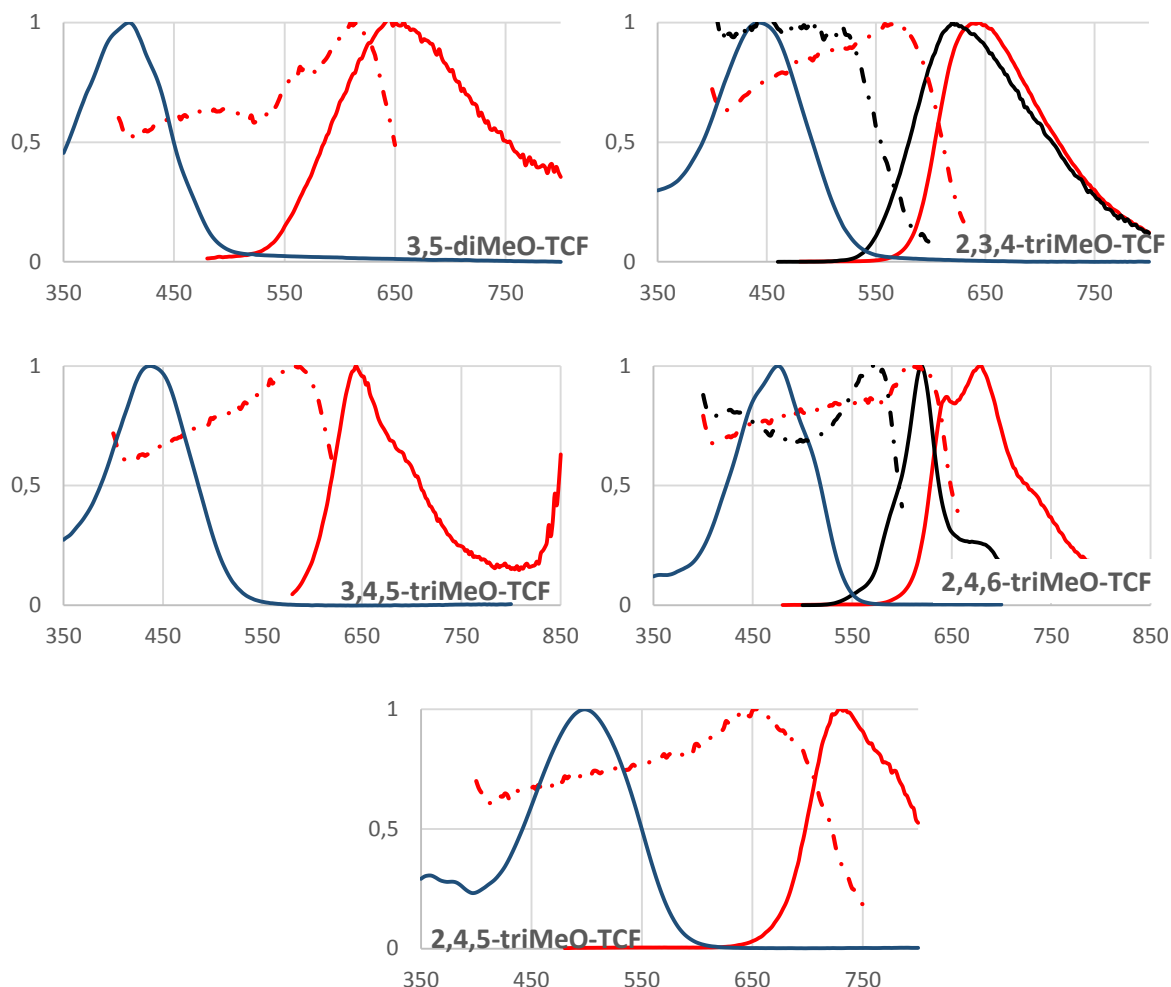 1 1
0,5 0,5
3,5-diMeO-TCF 2,3,4-triMeO-TCF
0 0
350 450 550 650 750 350 450 550 650 750
1 1
0,5 0,5
3,4,5-triMeO-TCF 2,4,6-triMeO-TCF
0 0
350 450 550 650 750 850 350 450 550 650 750 850
1
0,5
2,4,5-triMeO-TCF
0
350 450 550 650 750